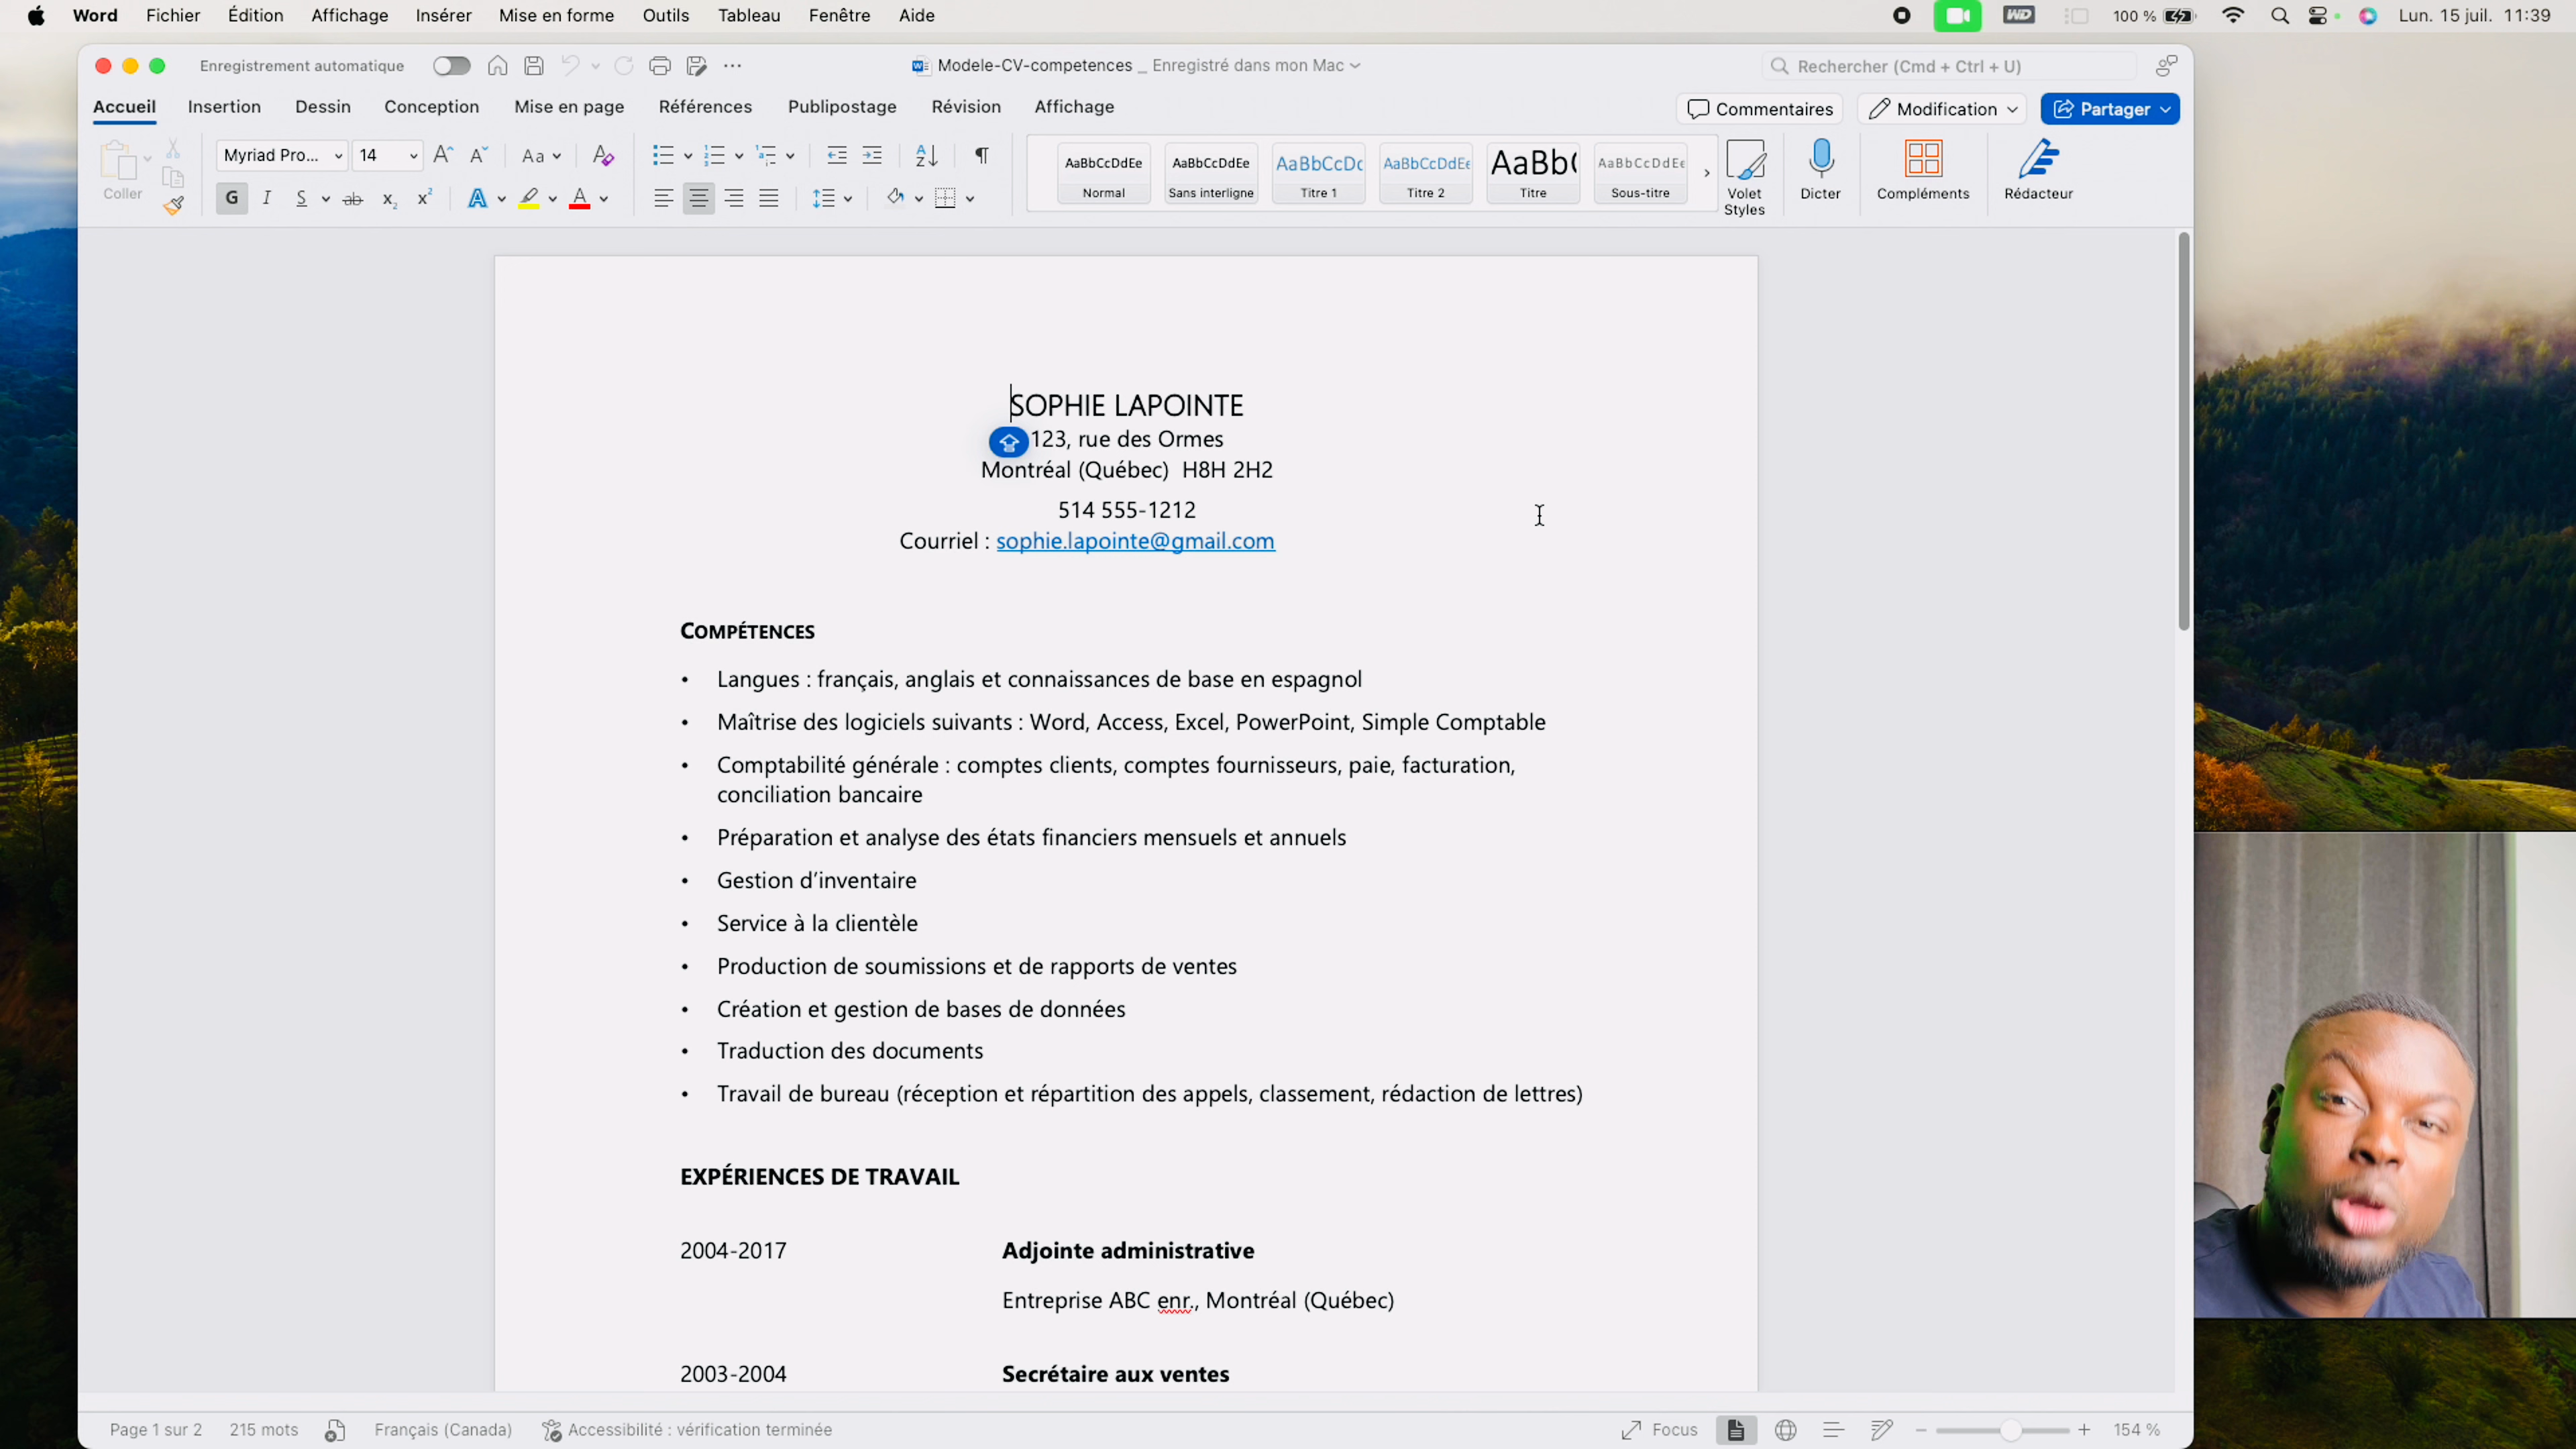 Word Fichier Édition Affichage Insérer Mise en forme Outils Tableau Fenêtre Aide WD 100 % Lun. 15 juil. 11:39
Enregistrement automatique Modele-CV-competences _ Enregistré dans mon Mac Rechercher (Cmd + Ctrl + U)
Accueil Insertion Dessin Conception Mise en page Références Publipostage Révision Affichage Commentaires Modification Partager
Coller
Myriad Pro... 14 A A Aa A
G I S ab x₂ x² A A
AaBbCcDdEe AaBbCcDdEe AaBbCcDc AaBbCcDdEe AaBb( AaBbCcDdEe
Normal Sans interligne Titre 1 Titre 2 Titre Sous-titre
Volet Styles Dicter Compléments Rédacteur
SOPHIE LAPOINTE
123, rue des Ormes
Montréal (Québec) H8H 2H2
514 555-1212
Courriel : sophie.lapointe@gmail.com
COMPÉTENCES
• Langues : français, anglais et connaissances de base en espagnol
• Maîtrise des logiciels suivants : Word, Access, Excel, PowerPoint, Simple Comptable
• Comptabilité générale : comptes clients, comptes fournisseurs, paie, facturation,
conciliation bancaire
• Préparation et analyse des états financiers mensuels et annuels
• Gestion d’inventaire
• Service à la clientèle
• Production de soumissions et de rapports de ventes
• Création et gestion de bases de données
• Traduction des documents
• Travail de bureau (réception et répartition des appels, classement, rédaction de lettres)
EXPÉRIENCES DE TRAVAIL
2004-2017 Adjointe administrative
Entreprise ABC enr., Montréal (Québec)
2003-2004 Secrétaire aux ventes
Page 1 sur 2 215 mots Français (Canada) Accessibilité : vérification terminée Focus 154 %